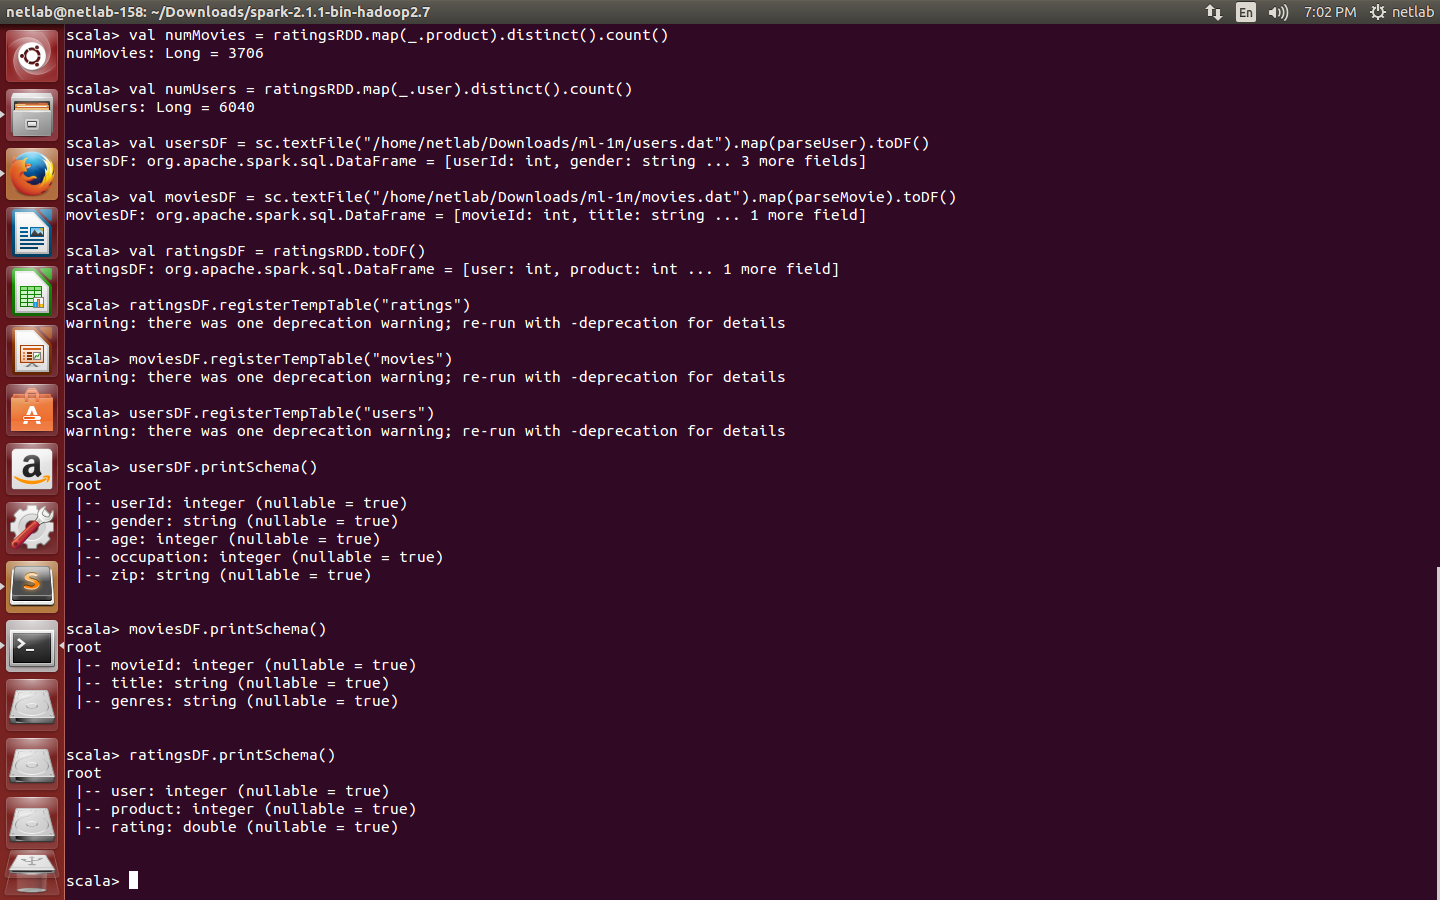 netlab@netlab-158: ~/Downloads/spark-2.1.1-bin-hadoop2.7
En
7:02 PM
netlab
scala> val numMovies = ratingsRDD.map(_.product).distinct().count()
numMovies: Long = 3706
scala> val numUsers = ratingsRDD.map(_.user).distinct().count()
numUsers: Long = 6040
scala> val usersDF = sc.textFile("/home/netlab/Downloads/ml-1m/users.dat").map(parseUser).toDF()
usersDF: org.apache.spark.sql.DataFrame = [userId: int, gender: string ... 3 more fields]
scala> val moviesDF = sc.textFile("/home/netlab/Downloads/ml-1m/movies.dat").map(parseMovie).toDF()
moviesDF: org.apache.spark.sql.DataFrame = [movieId: int, title: string ... 1 more field]
scala> val ratingsDF = ratingsRDD.toDF()
ratingsDF: org.apache.spark.sql.DataFrame = [user: int, product: int ... 1 more field]
scala> ratingsDF.registerTempTable("ratings")
warning: there was one deprecation warning; re-run with -deprecation for details
scala> moviesDF.registerTempTable("movies")
warning: there was one deprecation warning; re-run with -deprecation for details
scala> usersDF.registerTempTable("users")
warning: there was one deprecation warning; re-run with -deprecation for details
scala> usersDF.printSchema()
root
 |-- userId: integer (nullable = true)
 |-- gender: string (nullable = true)
 |-- age: integer (nullable = true)
 |-- occupation: integer (nullable = true)
 |-- zip: string (nullable = true)
scala> moviesDF.printSchema()
root
 |-- movieId: integer (nullable = true)
 |-- title: string (nullable = true)
 |-- genres: string (nullable = true)
scala> ratingsDF.printSchema()
root
 |-- user: integer (nullable = true)
 |-- product: integer (nullable = true)
 |-- rating: double (nullable = true)
scala>